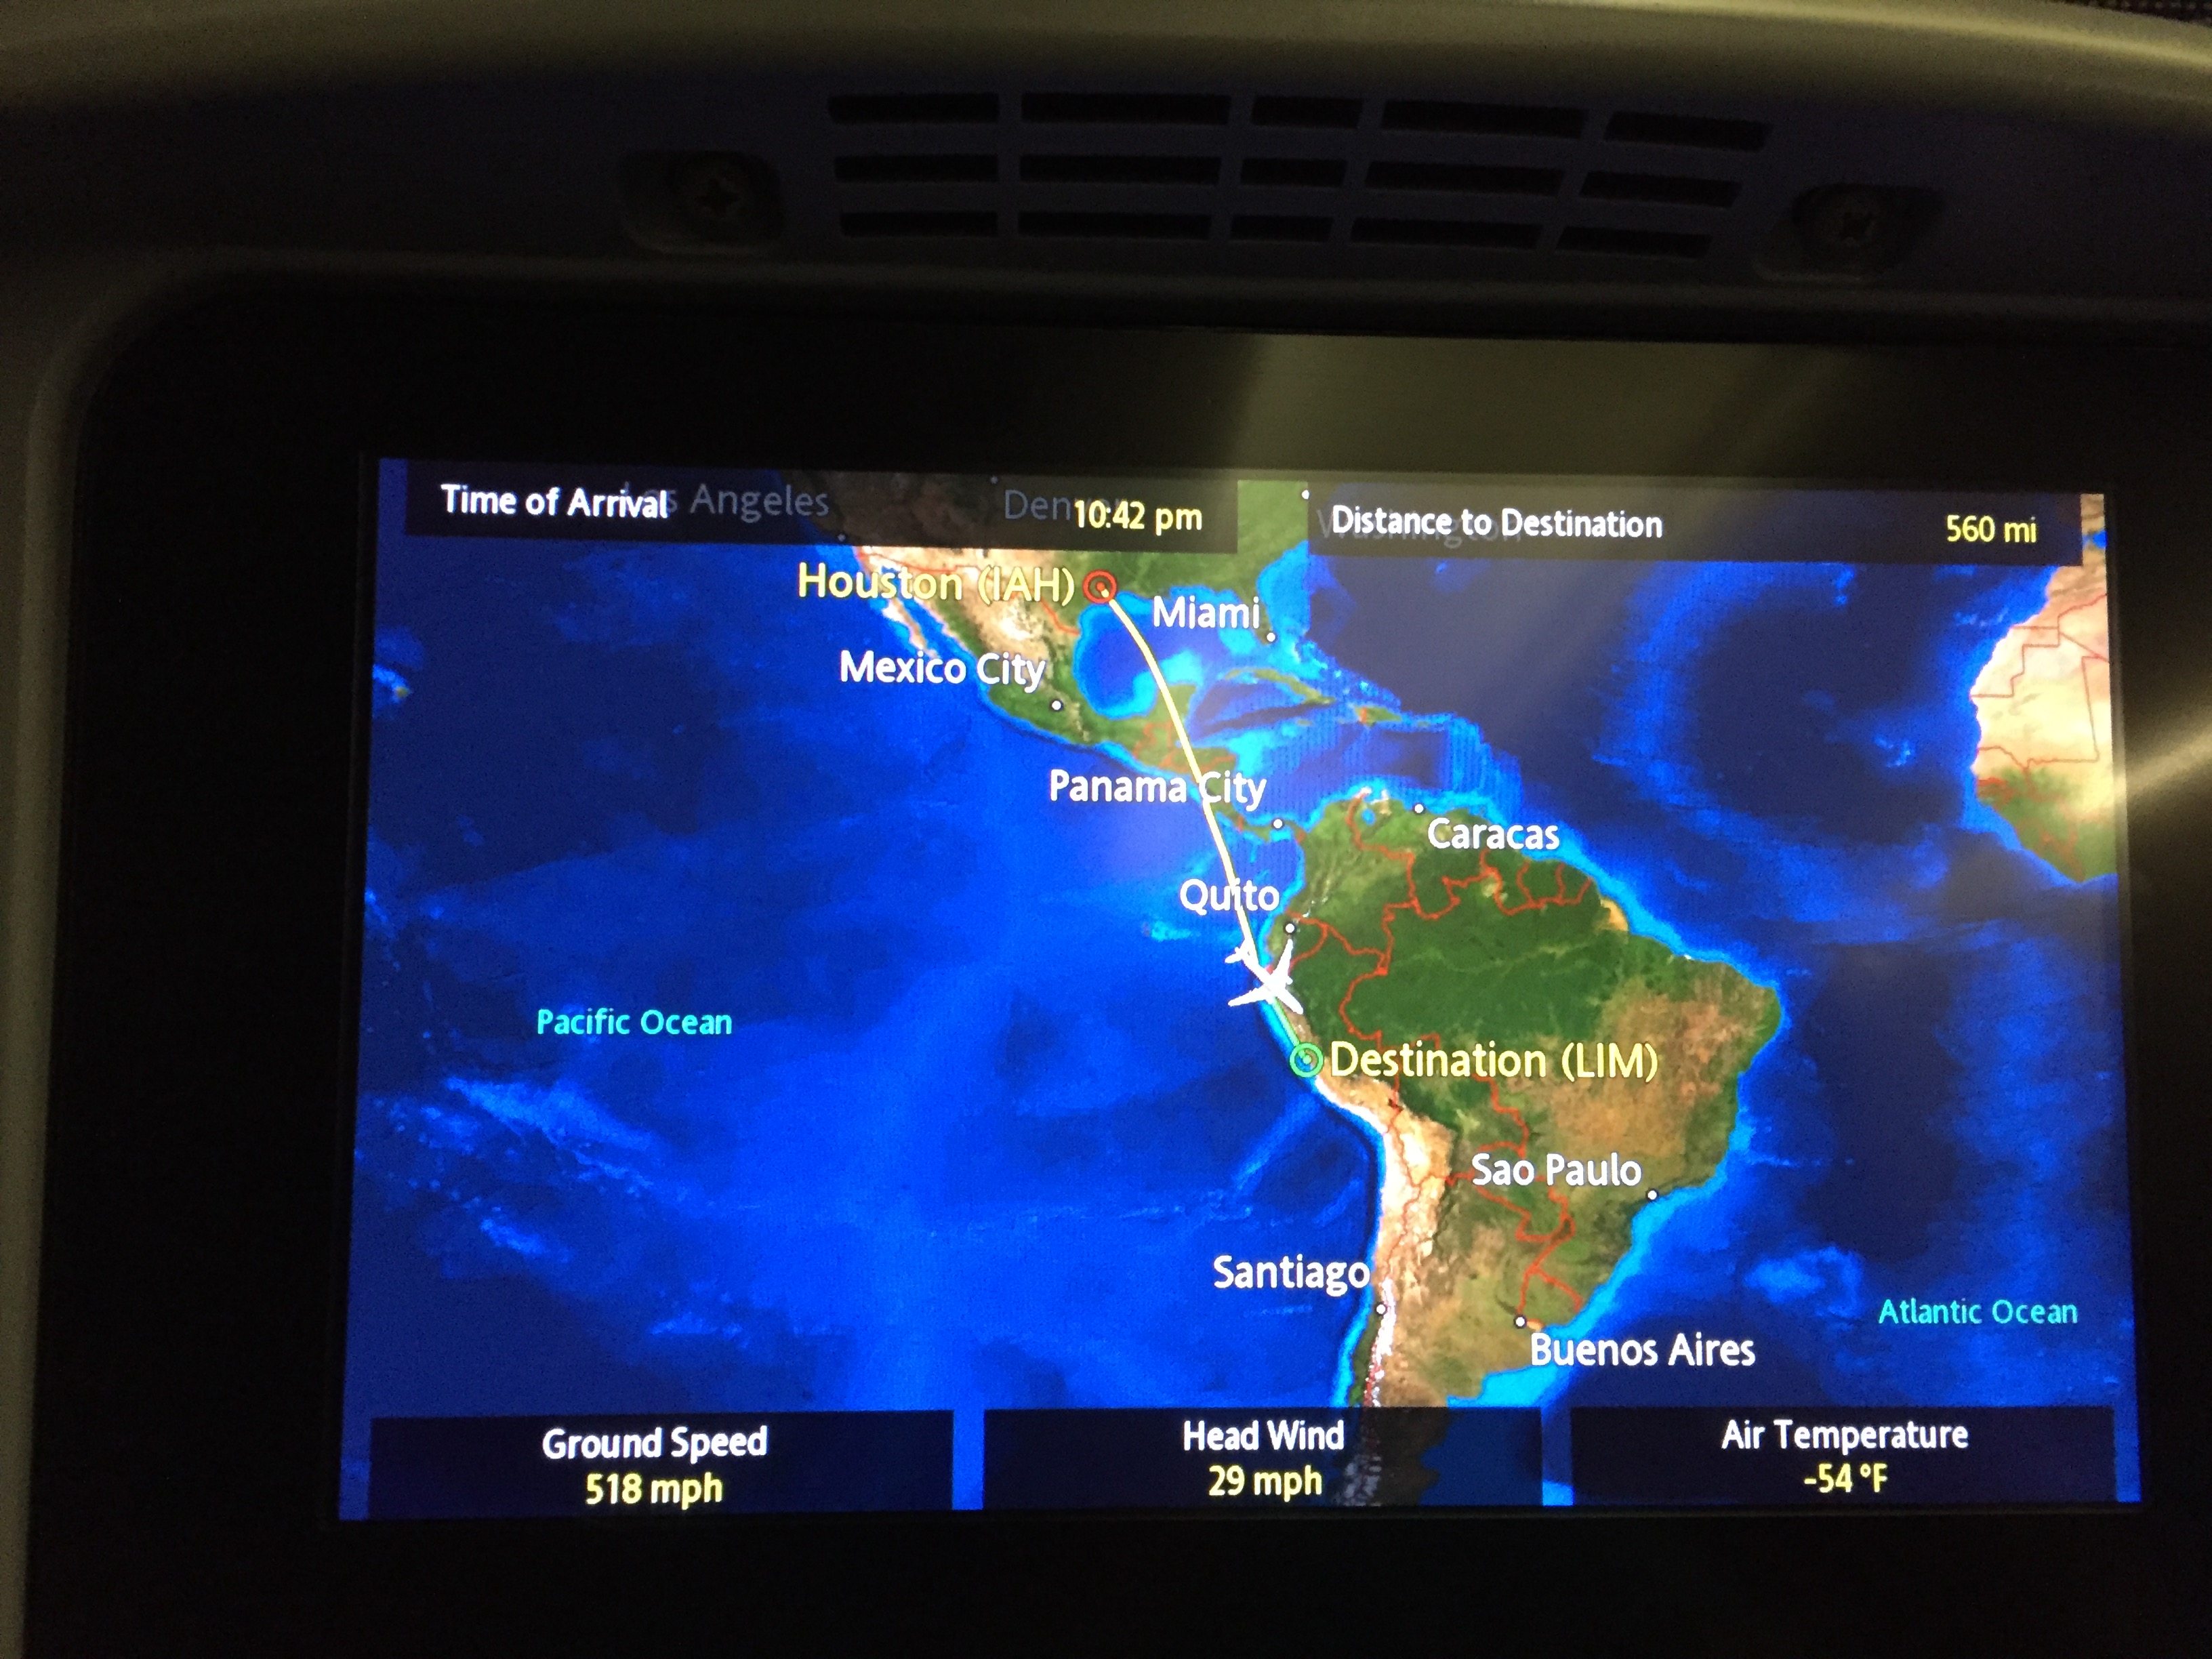 Time of Arrival
10:42 pm
Distance to Destination
560 mi
Los Angeles
Denver
Washington
Houston (IAH)
Miami
Mexico City
Panama City
Caracas
Quito
Pacific Ocean
Destination (LIM)
Sao Paulo
Santiago
Atlantic Ocean
Buenos Aires
Ground Speed
518 mph
Head Wind
29 mph
Air Temperature
-54 °F